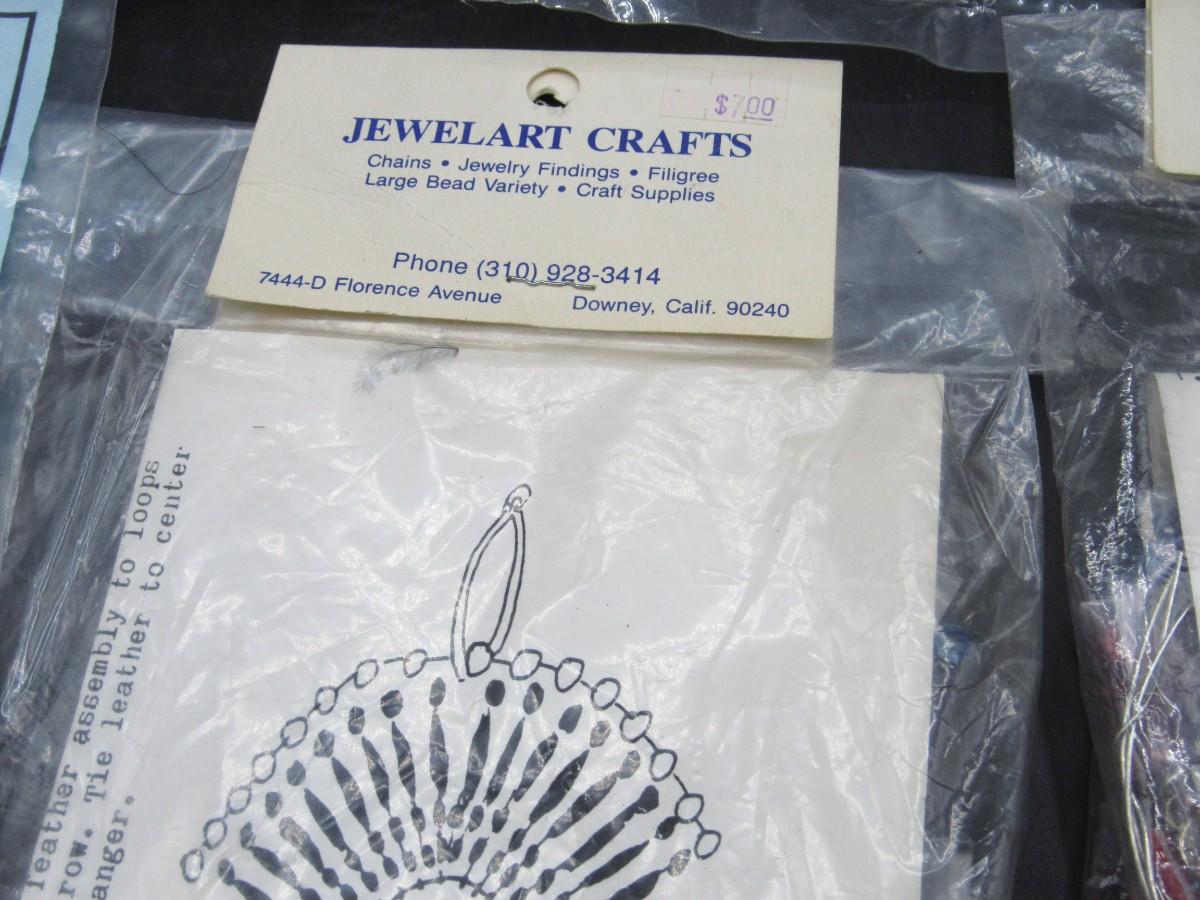 $7.00
JEWELART CRAFTS
Chains • Jewelry Findings • Filigree
Large Bead Variety • Craft Supplies
Phone (310) 928-3414
7444-D Florence Avenue Downey, Calif. 90240
leather assembly to loops
row. Tie leather to center
anger.